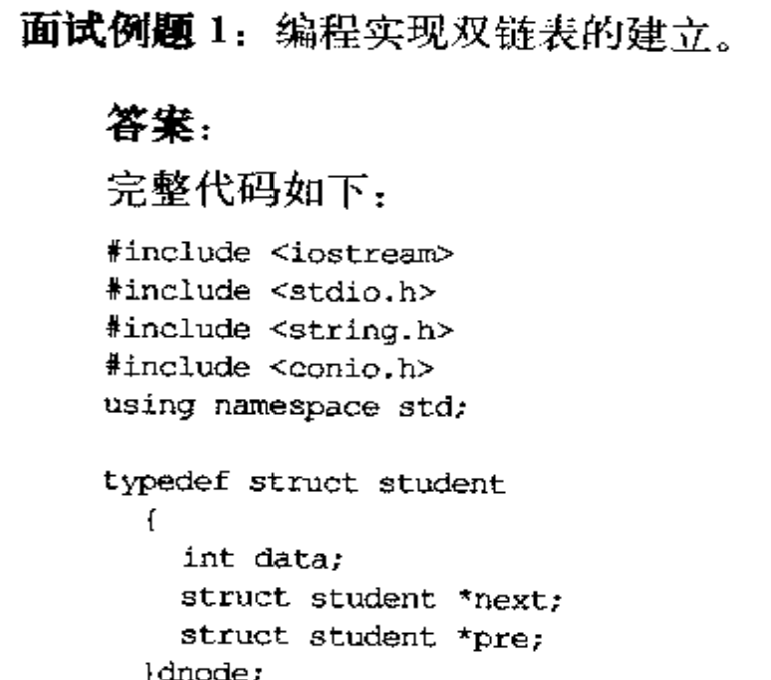 面试例题 1：编程实现双链表的建立。
答案：
完整代码如下：
#include <iostream>
#include <stdio.h>
#include <string.h>
#include <conio.h>
using namespace std;
typedef struct student
{
int data;
struct student *next;
struct student *pre;
}dnode;